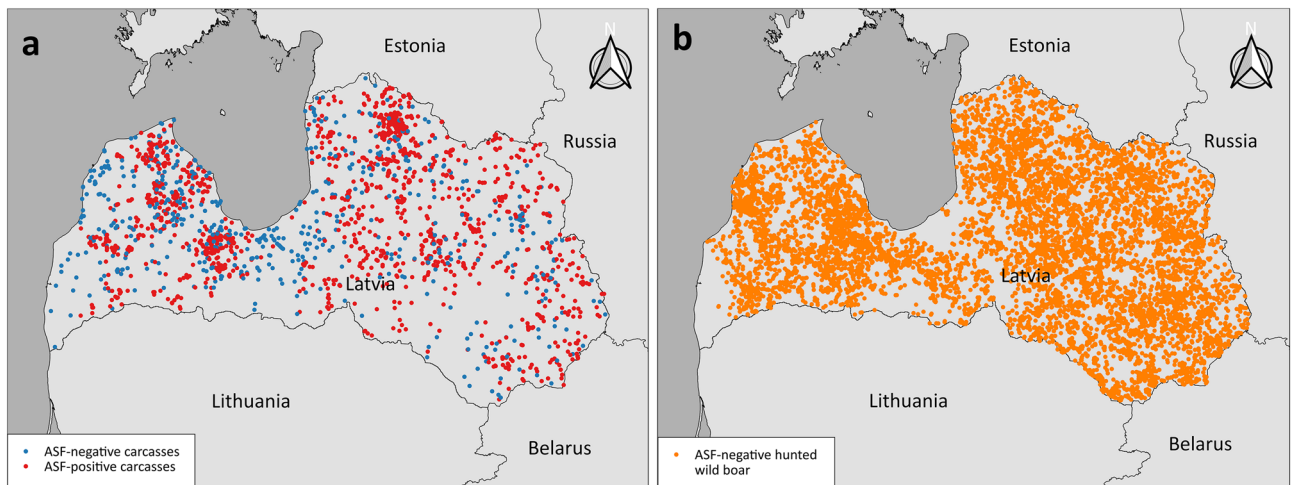 a
Estonia
N
Russia
Latvia
Lithuania
Belarus
ASF-negative carcasses
ASF-positive carcasses
b
Estonia
N
Russia
Latvia
Lithuania
Belarus
ASF-negative hunted
wild boar